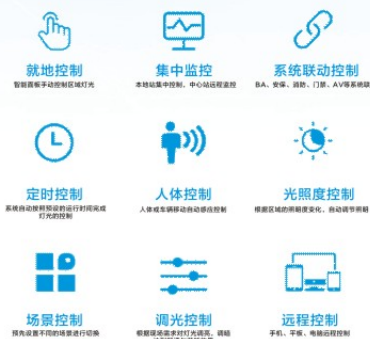 就地控制
集中监控
系统联动控制
智能面板手动控制区域灯光
本地站集中控制、中心站远程监控
BA、安保、消防、门禁、AV等系统联
定时控制
人体控制
光照度控制
系统自动按照预设的运行时间完成
灯光的控制
人体或车辆移动自动感应控制
根据区域的照明度变化、自动调节照明
场景控制
调光控制
远程控制
预先设置不同的场景进行切换
根据现场需求对灯光调亮、调暗
手机、平板、电脑远程控制